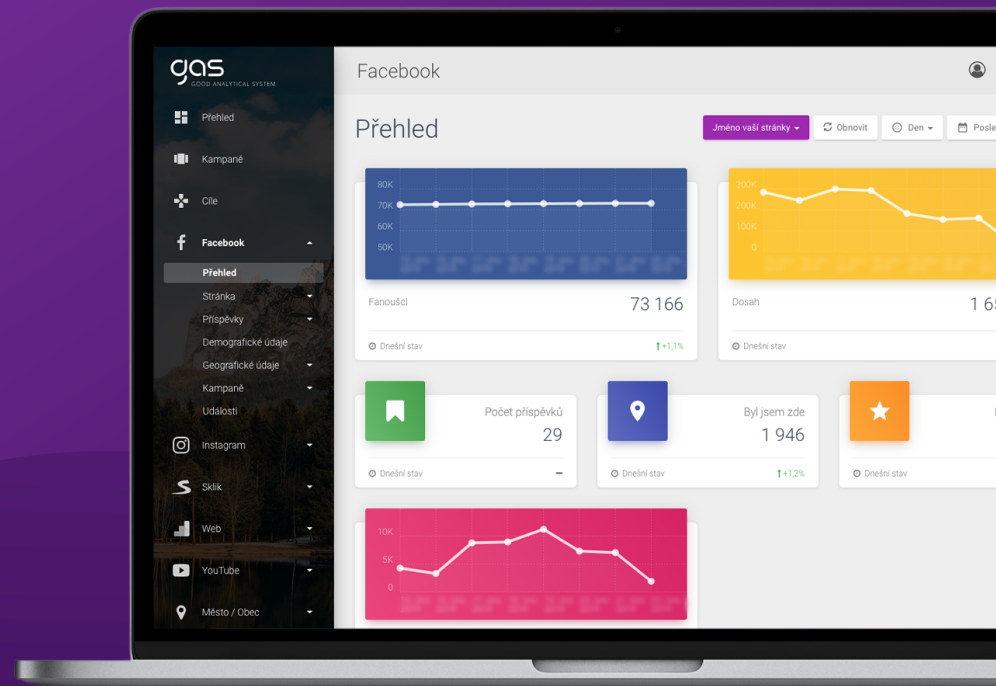 gas
GOOD ANALYTICAL SYSTEM
Přehled
Kampaně
Cíle
Facebook
Přehled
Stránka
Příspěvky
Demografické údaje
Geografické údaje
Kampaně
Události
Instagram
Sklik
Web
YouTube
Město / Obec
Facebook
Přehled
Jméno vaší stránky
Obnovit
Den
80K
70K
60K
50K
Fanoušci
73 166
Dnešní stav
+1,1%
300K
200K
100K
0
Dosah
Dnešní stav
Počet příspěvků
29
Dnešní stav
–
Byl jsem zde
1 946
Dnešní stav
+1,2%
Dnešní stav
10K
5K
0